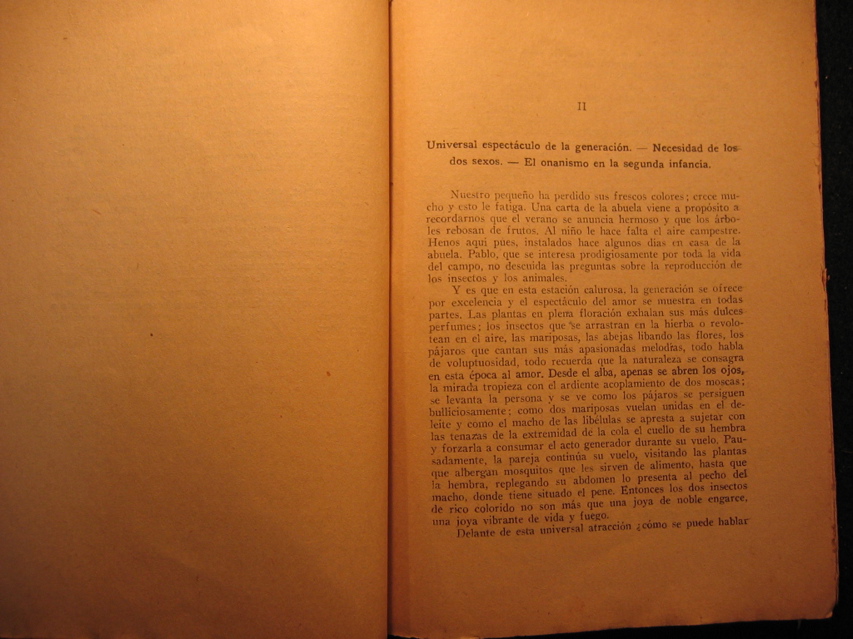 II
Universal espectáculo de la generación. — Necesidad de los
dos sexos. — El onanismo en la segunda infancia.
Nuestro pequeño ha perdido sus frescos colores; crece mu-
cho y esto le fatiga. Una carta de la abuela viene a propósito a
recordarnos que el verano se anuncia hermoso y que los árbo-
les rebosan de frutos. Al niño le hace falta el aire campestre.
Henos aquí pues, instalados hace algunos días en casa de la
abuela. Pablo, que se interesa prodigiosamente por toda la vida
del campo, no descuida las preguntas sobre la reproducción de
los insectos y los animales.
Y es que en esta estación calurosa, la generación se ofrece
por excelencia y el espectáculo del amor se muestra en todas
partes. Las plantas en plena floración exhalan sus más dulces
perfumes; los insectos que se arrastran en la hierba o revolo-
tean en el aire, las mariposas, las abejas libando las flores, los
pájaros que cantan sus más apasionadas melodías, todo habla
de voluptuosidad, todo recuerda que la naturaleza se consagra
en esta época al amor. Desde el alba, apenas se abren los ojos,
la mirada tropieza con el ardiente acoplamiento de dos moscas;
se levanta la persona y se ve como los pájaros se persiguen
bulliciosamente; como dos mariposas vuelan unidas en el de-
leite y como el macho de las libélulas se apresta a sujetar con
las tenazas de la extremidad de la cola el cuello de su hembra
y forzarla a consumar el acto generador durante su vuelo. Pau-
sadamente, la pareja continúa su vuelo, visitando las plantas
que albergan mosquitos que les sirven de alimento, hasta que
la hembra, replegando su abdomen lo presenta al pecho del
macho, donde tiene situado el pene. Entonces los dos insectos
de rico colorido no son más que una joya de noble engarce,
una joya vibrante de vida y fuego.
Delante de esta universal atracción ¿cómo se puede hablar